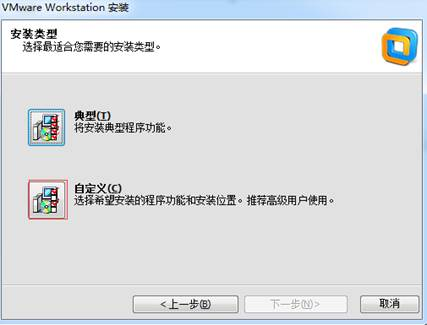 VMware Workstation 安装
安装类型
选择最适合您需要的安装类型。
典型(T)
将安装典型程序功能。
自定义(C)
选择希望安装的程序功能和安装位置。推荐高级用户使用。
< 上一步(B)
下一步(N)>
取消